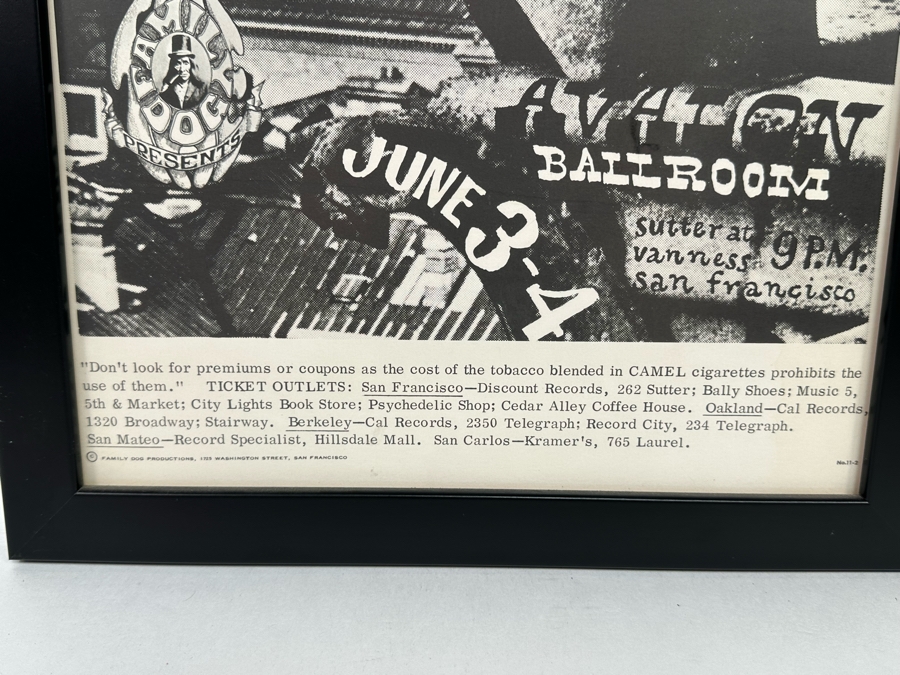 FAMILY
DOG
PRESENTS
AVALON
BALLROOM
JUNE 3-4
sutter at
vanness
san francisco
9 P.M.
"Don't look for premiums or coupons as the cost of the tobacco blended in CAMEL cigarettes prohibits the
use of them." TICKET OUTLETS: San Francisco—Discount Records, 262 Sutter; Bally Shoes; Music 5,
5th & Market; City Lights Book Store; Psychedelic Shop; Cedar Alley Coffee House. Oakland—Cal Records,
1320 Broadway; Stairway. Berkeley—Cal Records, 2350 Telegraph; Record City, 234 Telegraph.
San Mateo—Record Specialist, Hillsdale Mall. San Carlos—Kramer's, 765 Laurel.
© FAMILY DOG PRODUCTIONS, 1725 WASHINGTON STREET, SAN FRANCISCO
No.11-3